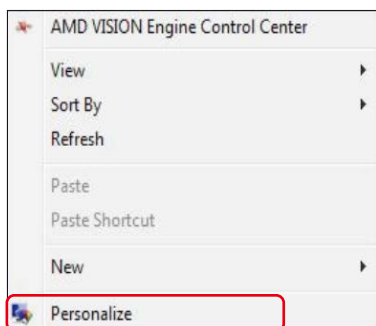 AMD VISION Engine Control Center
View
Sort By
Refresh
Paste
Paste Shortcut
New
Personalize